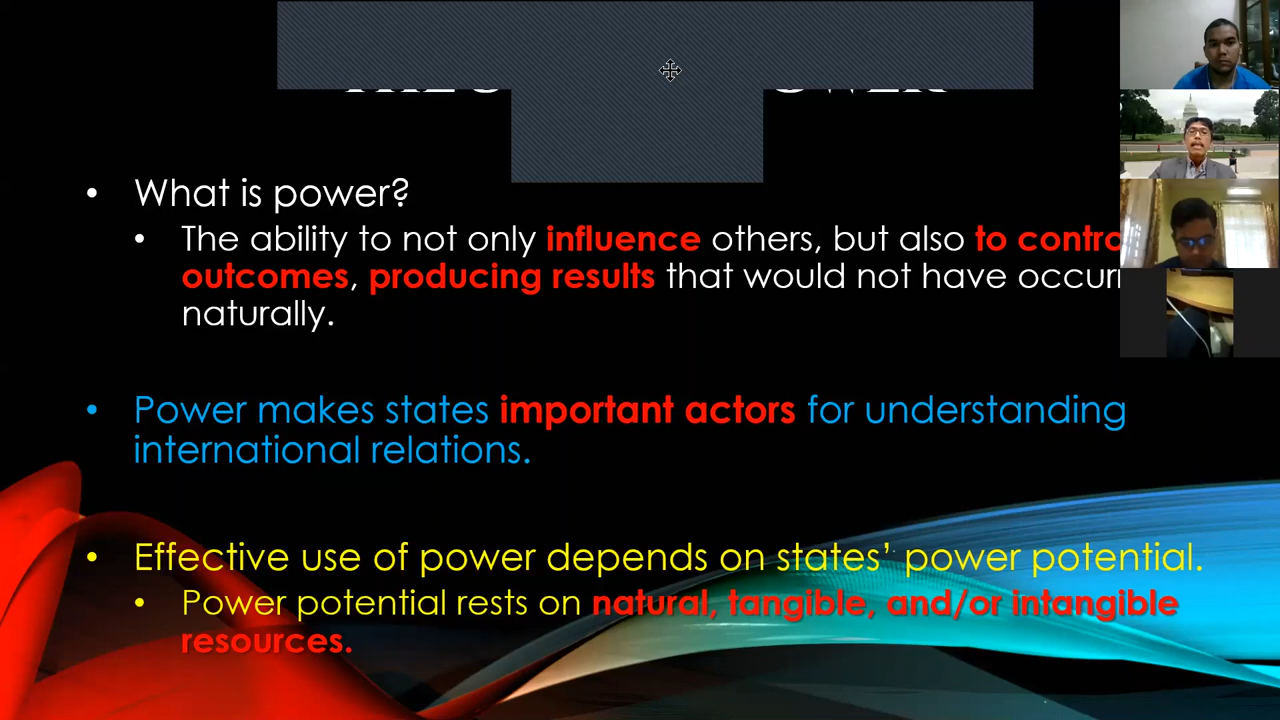 • What is power?
• The ability to not only influence others, but also to contro
outcomes, producing results that would not have occurr
naturally.
• Power makes states important actors for understanding
international relations.
• Effective use of power depends on states’ power potential.
• Power potential rests on natural, tangible, and/or intangible
resources.